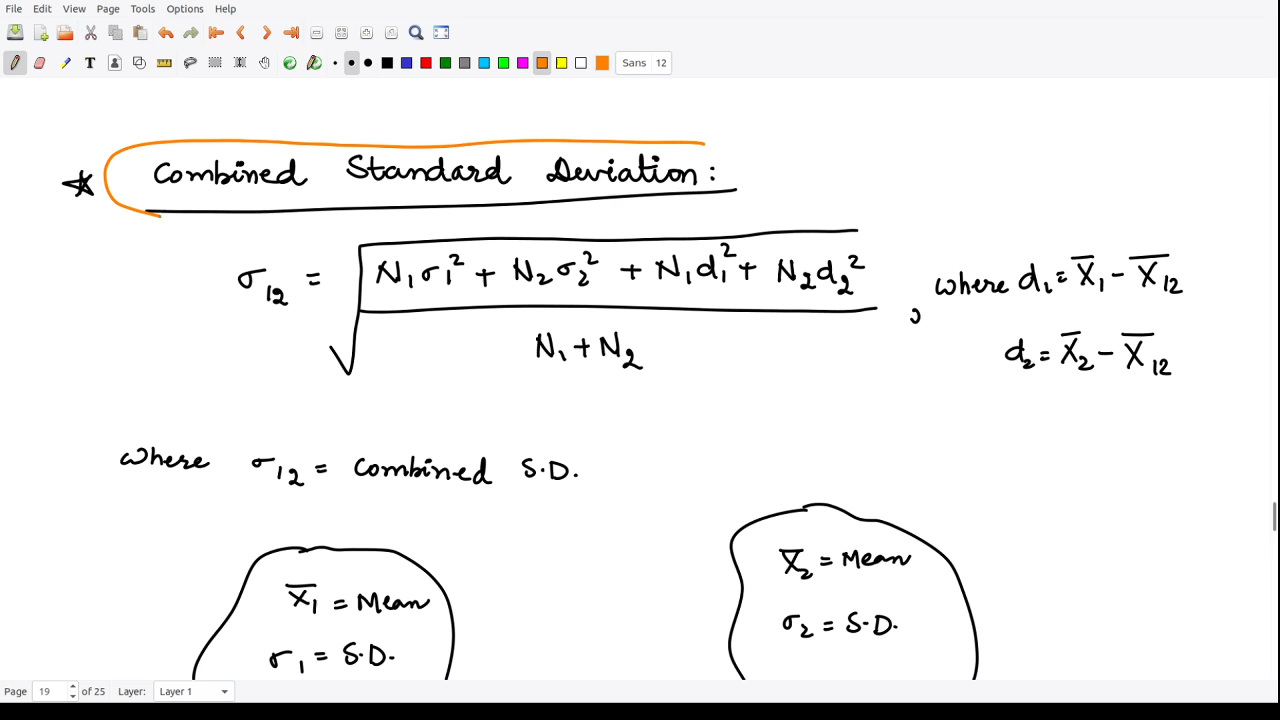 File Edit View Page Tools Options Help
Sans 12
Combined Standard Deviation:
σ₁₂ = √((N₁σ₁² + N₂σ₂² + N₁d₁² + N₂d₂²) / (N₁ + N₂)) , where d₁ = X̄₁ − X̄₁₂
d₂ = X̄₂ − X̄₁₂
where σ₁₂ = Combined S.D.
X̄₁ = Mean
σ₁ = S.D.
X̄₂ = Mean
σ₂ = S.D.
Page 19 of 25 Layer: Layer 1